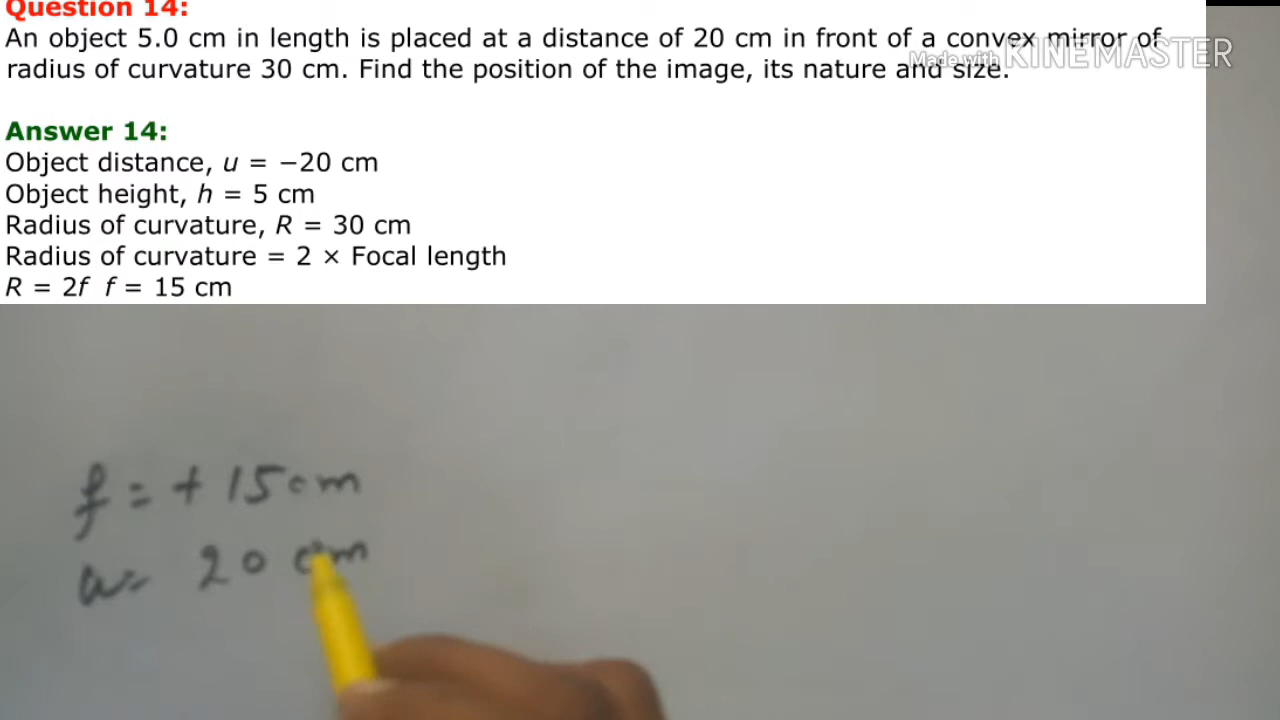 Question 14:
An object 5.0 cm in length is placed at a distance of 20 cm in front of a convex mirror of
radius of curvature 30 cm. Find the position of the image, its nature and size.
Made with KINEMASTER
Answer 14:
Object distance, u = −20 cm
Object height, h = 5 cm
Radius of curvature, R = 30 cm
Radius of curvature = 2 × Focal length
R = 2f f = 15 cm
f = + 15 cm
u = 20 cm